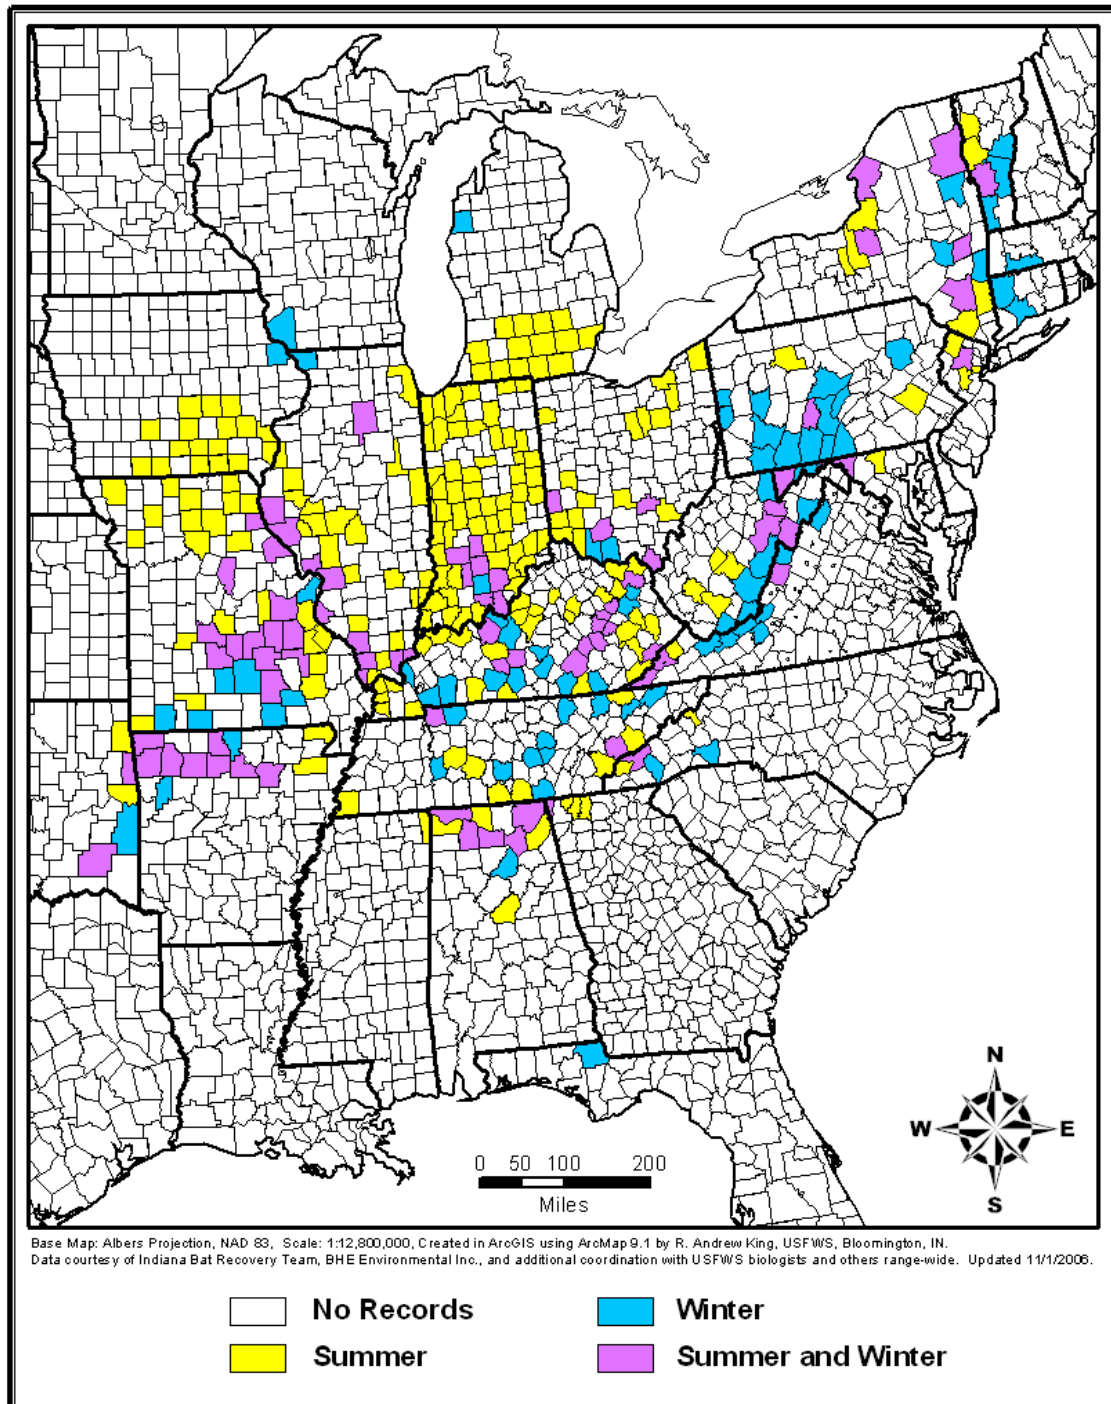 N
W
E
S
0 50 100 200
Miles
Base Map: Albers Projection, NAD 83, Scale: 1:12,800,000, Created in ArcGIS using ArcMap 9.1 by R. Andrew King, USFWS, Bloomington, IN.
Data courtesy of Indiana Bat Recovery Team, BHE Environmental Inc., and additional coordination with USFWS biologists and others range-wide. Updated 11/1/2006.
No Records
Winter
Summer
Summer and Winter